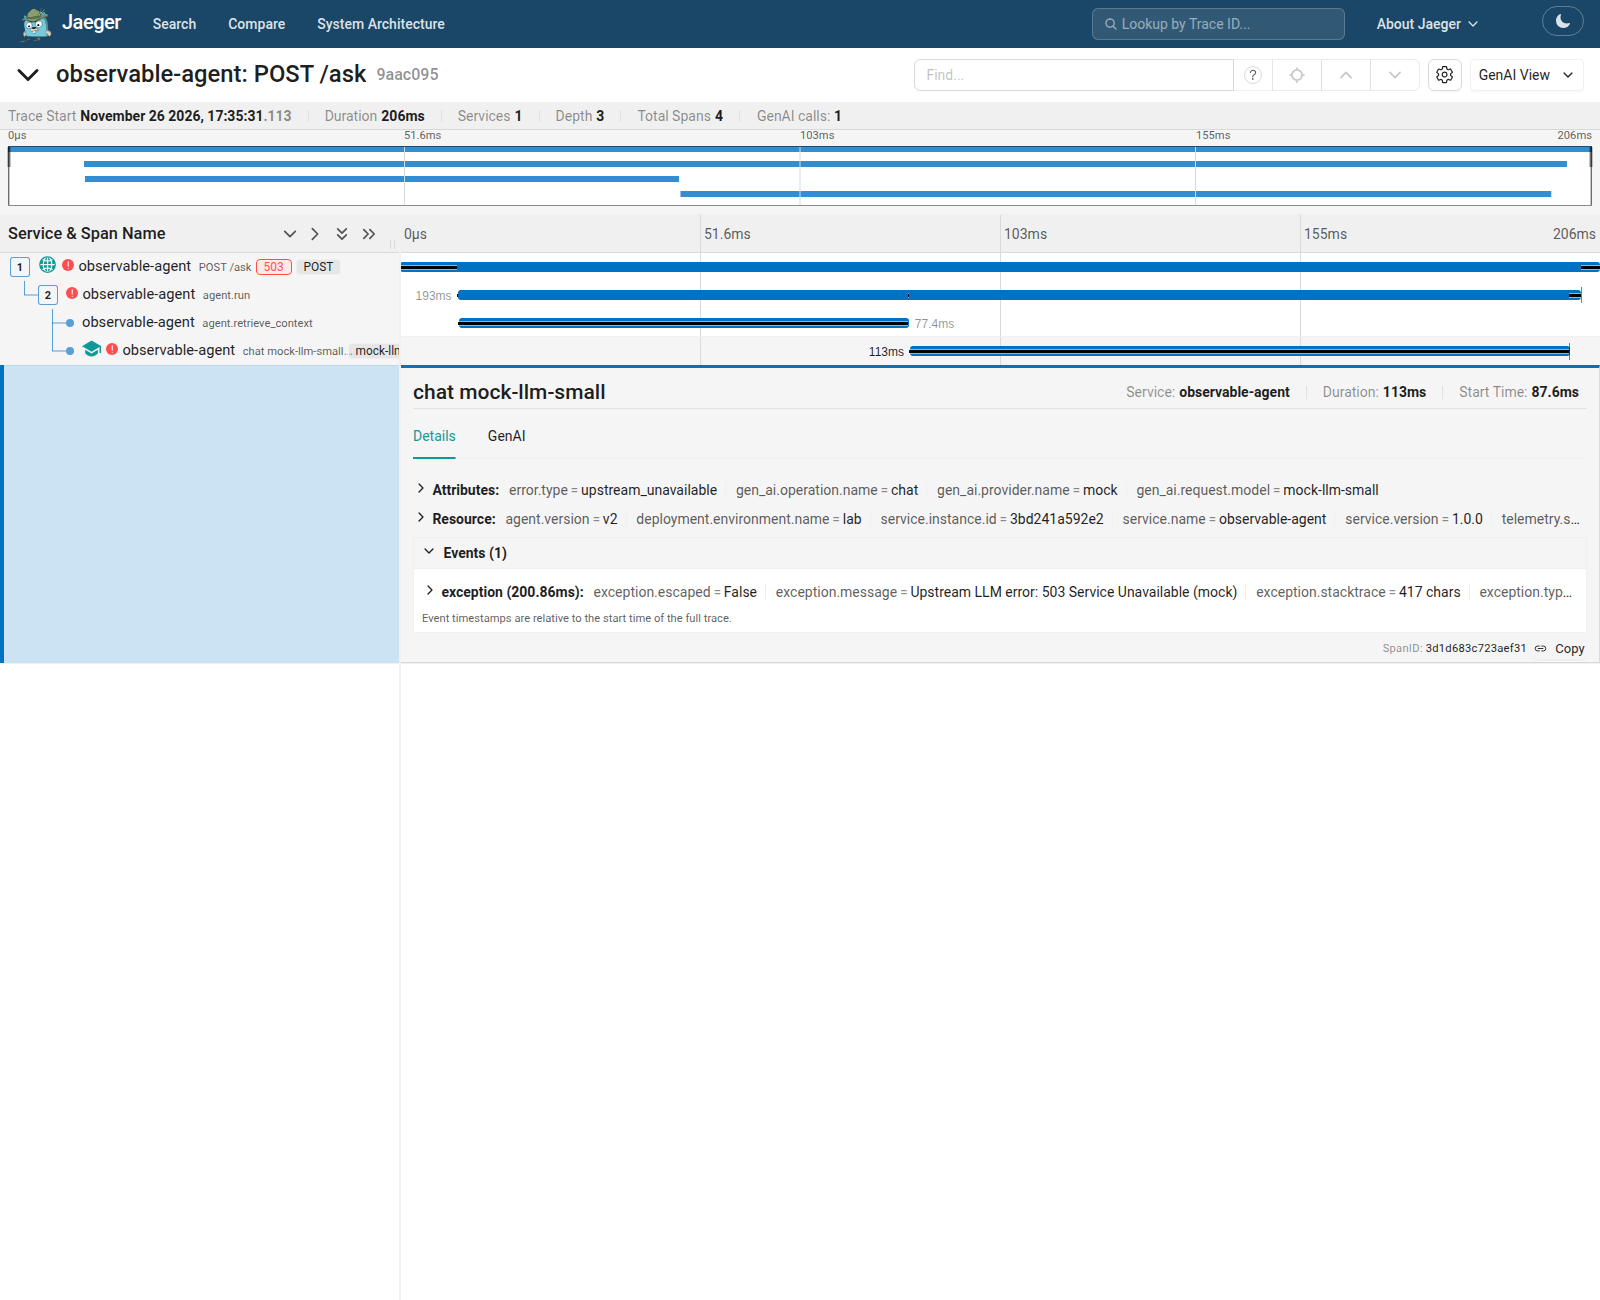 Jaeger Search Compare System Architecture Lookup by Trace ID... About Jaeger
observable-agent: POST /ask 9aac095 Find... ? GenAI View
Trace Start November 26 2026, 17:35:31.113 Duration 206ms Services 1 Depth 3 Total Spans 4 GenAI calls: 1
0μs 51.6ms 103ms 155ms 206ms
Service & Span Name 0μs 51.6ms 103ms 155ms 206ms
1 observable-agent POST /ask 503 POST
2 observable-agent agent.run 193ms
observable-agent agent.retrieve_context 77.4ms
observable-agent chat mock-llm-small... mock-lln 113ms
chat mock-llm-small Service: observable-agent Duration: 113ms Start Time: 87.6ms
Details GenAI
Attributes: error.type = upstream_unavailable gen_ai.operation.name = chat gen_ai.provider.name = mock gen_ai.request.model = mock-llm-small
Resource: agent.version = v2 deployment.environment.name = lab service.instance.id = 3bd241a592e2 service.name = observable-agent service.version = 1.0.0 telemetry.s...
Events (1)
exception (200.86ms): exception.escaped = False exception.message = Upstream LLM error: 503 Service Unavailable (mock) exception.stacktrace = 417 chars exception.typ...
Event timestamps are relative to the start time of the full trace.
SpanID: 3d1d683c723aef31 Copy